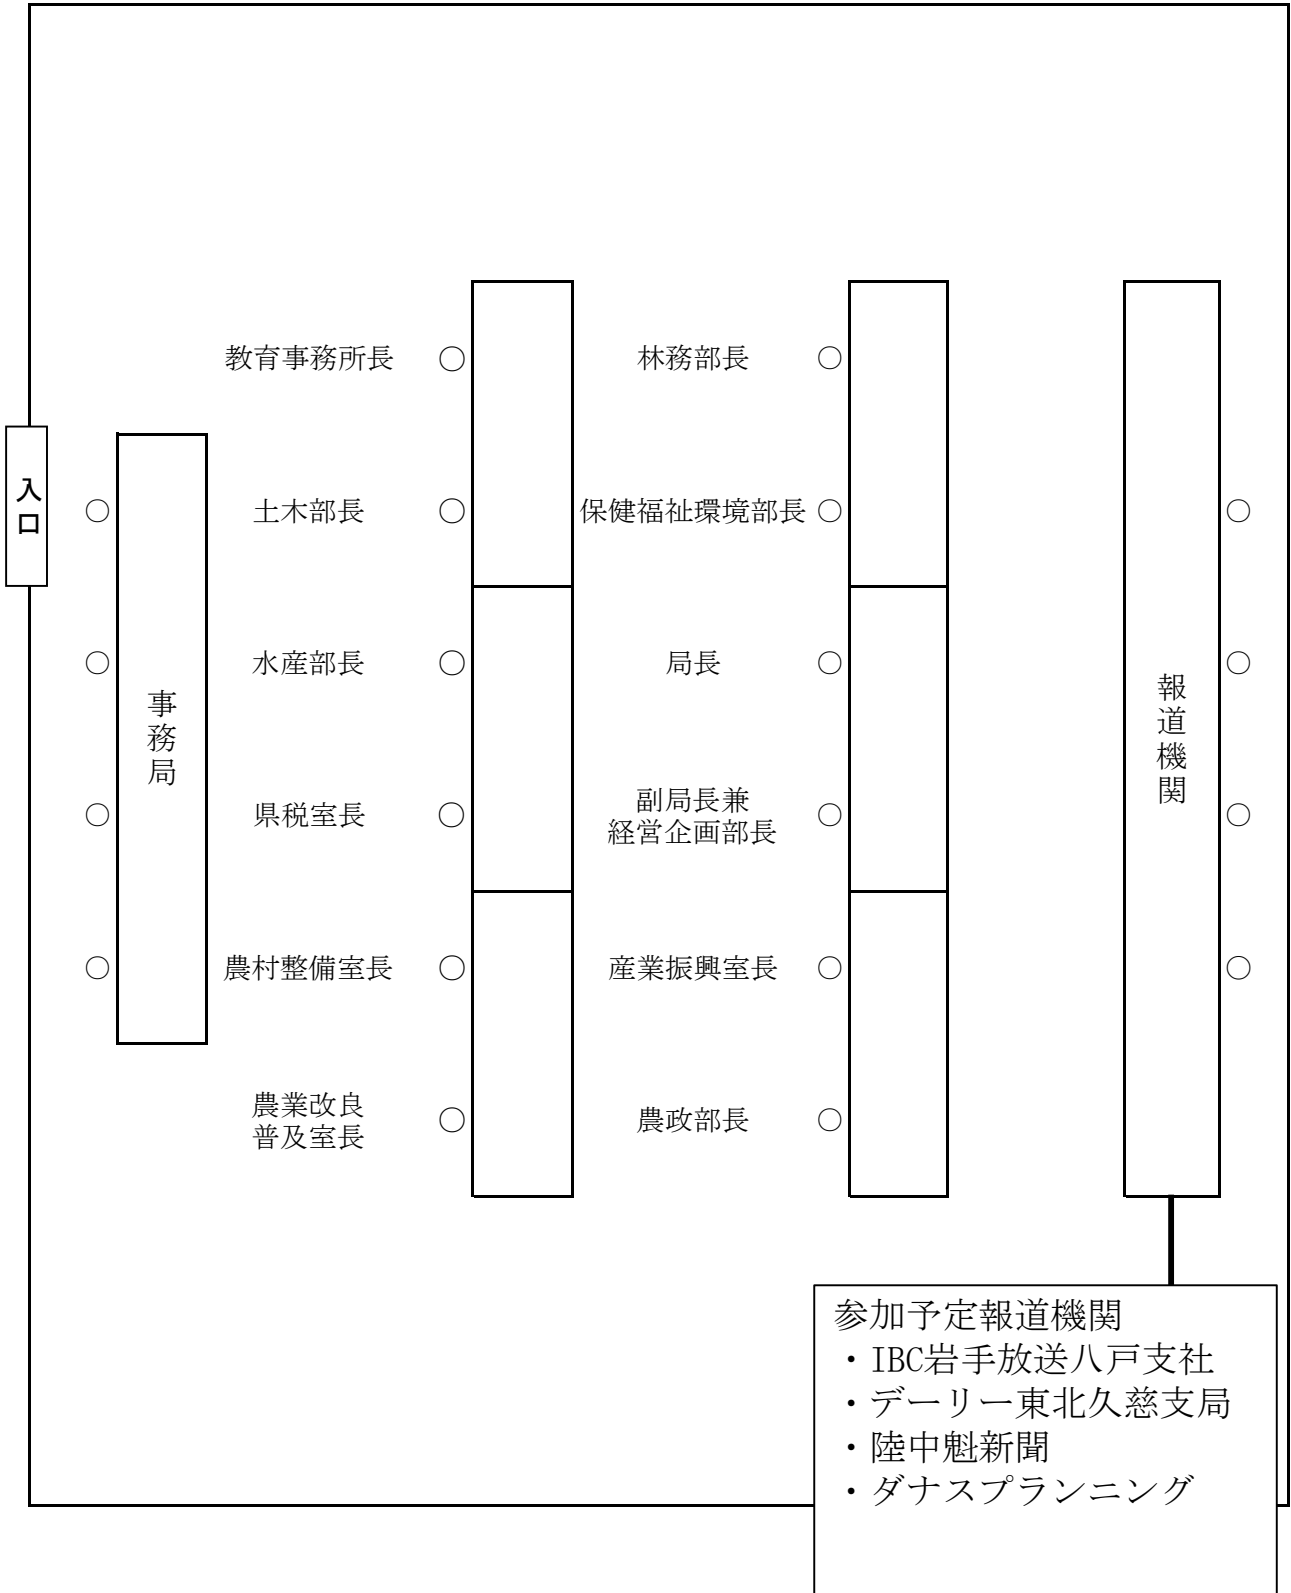 教育事務所長 ○
林務部長 ○
入口
○
土木部長 ○
保健福祉環境部長 ○
○
○
水産部長 ○
局長 ○
○
事務局
報道機関
○
県税室長 ○
副局長兼
経営企画部長 ○
○
○
農村整備室長 ○
産業振興室長 ○
○
農業改良
普及室長 ○
農政部長 ○
参加予定報道機関
・IBC岩手放送八戸支社
・デーリー東北久慈支局
・陸中魁新聞
・ダナスプランニング